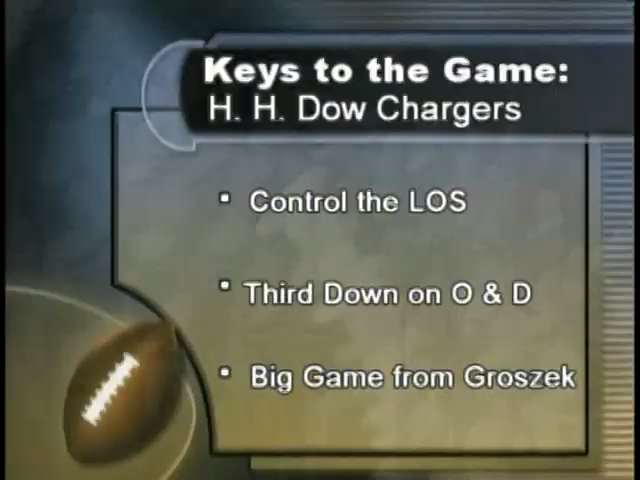 Keys to the Game:
H. H. Dow Chargers
▪ Control the LOS
▪ Third Down on O & D
▪ Big Game from Groszek